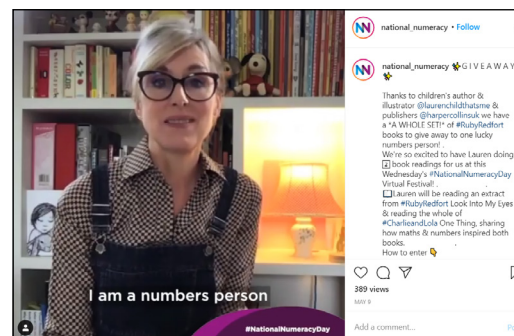 I am a numbers person
#NationalNumeracyDay
national_numeracy • Follow
national_numeracy ✨G I V E A W A Y
✨
Thanks to children's author &
illustrator @laurenchildthatsme &
publishers @harpercollinsuk we have
a *A WHOLE SET!* of #RubyRedfort
books to give away to one lucky
numbers person! .
We're so excited to have Lauren doing
2️⃣ book readings for us at this
Wednesday's #NationalNumeracyDay
Virtual Festival! .
Lauren will be reading an extract
from #RubyRedfort Look Into My Eyes
& reading the whole of
#CharlieandLola One Thing, sharing
how maths & numbers inspired both
books.
How to enter 👇
389 views
MAY 8
Add a comment...